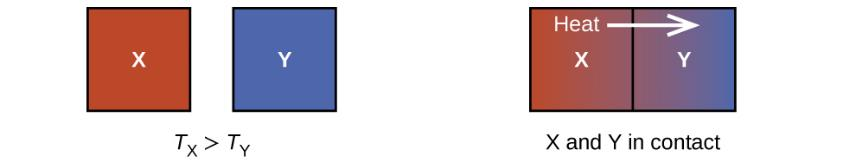 X
Y
T_X > T_Y
Heat
X
Y
X and Y in contact